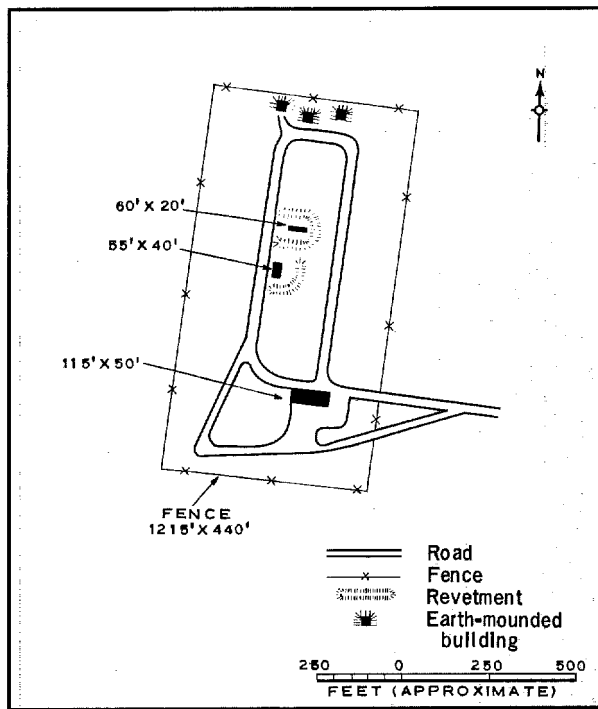 N
60' X 20'
55' X 40'
115' X 50'
FENCE
1215' X 440'
Road
Fence
Revetment
Earth-mounded
building
250 0 250 500
FEET (APPROXIMATE)